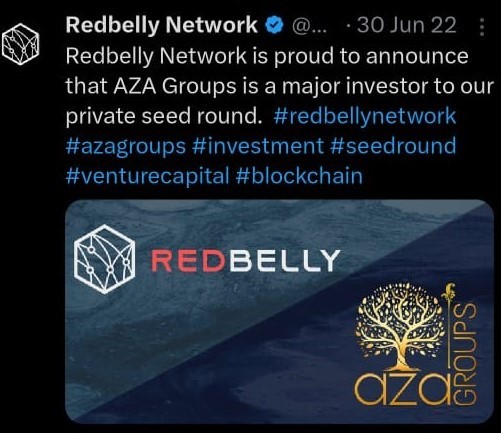 Redbelly Network @... · 30 Jun 22
Redbelly Network is proud to announce
that AZA Groups is a major investor to our
private seed round. #redbellynetwork
#azagroups #investment #seedround
#venturecapital #blockchain
REDBELLY
aza
GROUPS